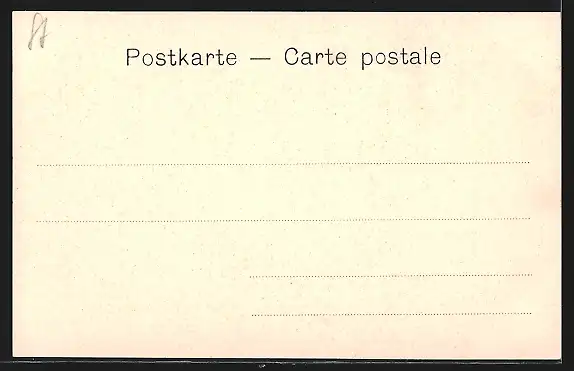 Postkarte — Carte postale